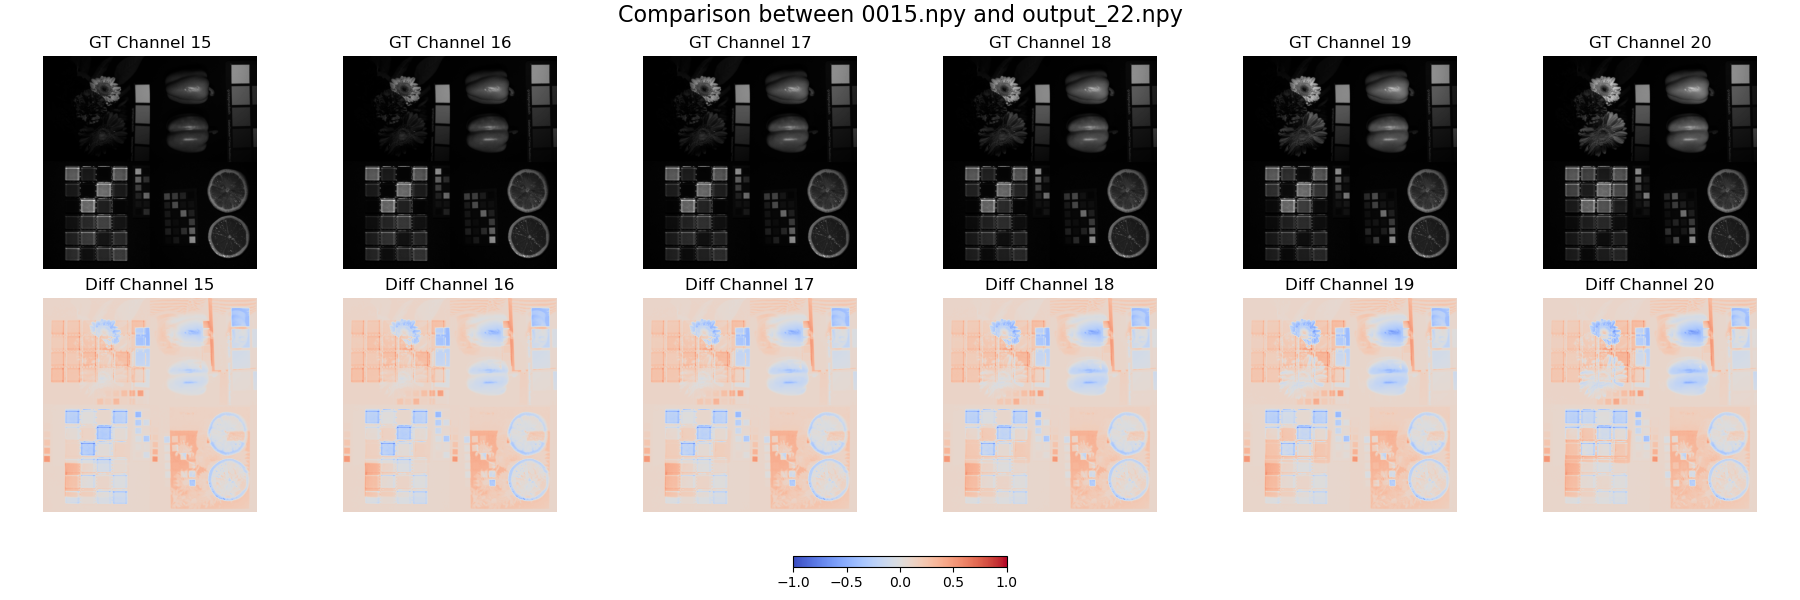 Comparison between 0015.npy and output_22.npy
GT Channel 15
GT Channel 16
GT Channel 17
GT Channel 18
GT Channel 19
GT Channel 20
Diff Channel 15
Diff Channel 16
Diff Channel 17
Diff Channel 18
Diff Channel 19
Diff Channel 20
−1.0 −0.5 0.0 0.5 1.0